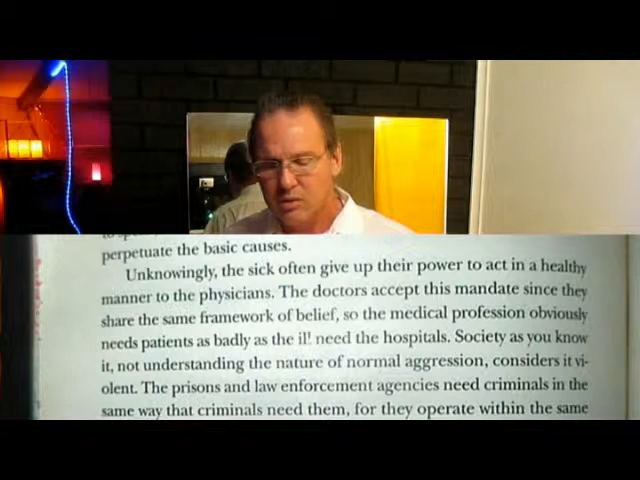 perpetuate the basic causes.
Unknowingly, the sick often give up their power to act in a healthy
manner to the physicians. The doctors accept this mandate since they
share the same framework of belief, so the medical profession obviously
needs patients as badly as the ill need the hospitals. Society as you know
it, not understanding the nature of normal aggression, considers it vi-
olent. The prisons and law enforcement agencies need criminals in the
same way that criminals need them, for they operate within the same